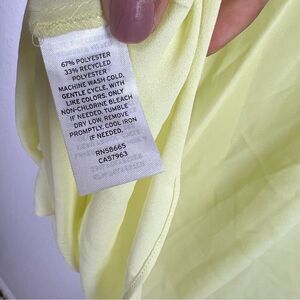 67% POLYESTER
33% RECYCLED
POLYESTER
MACHINE WASH COLD,
GENTLE CYCLE, WITH
LIKE COLORS. ONLY
NON-CHLORINE BLEACH
IF NEEDED. TUMBLE
DRY LOW. REMOVE
PROMPTLY. COOL IRON
IF NEEDED.
RN58665
CA57963